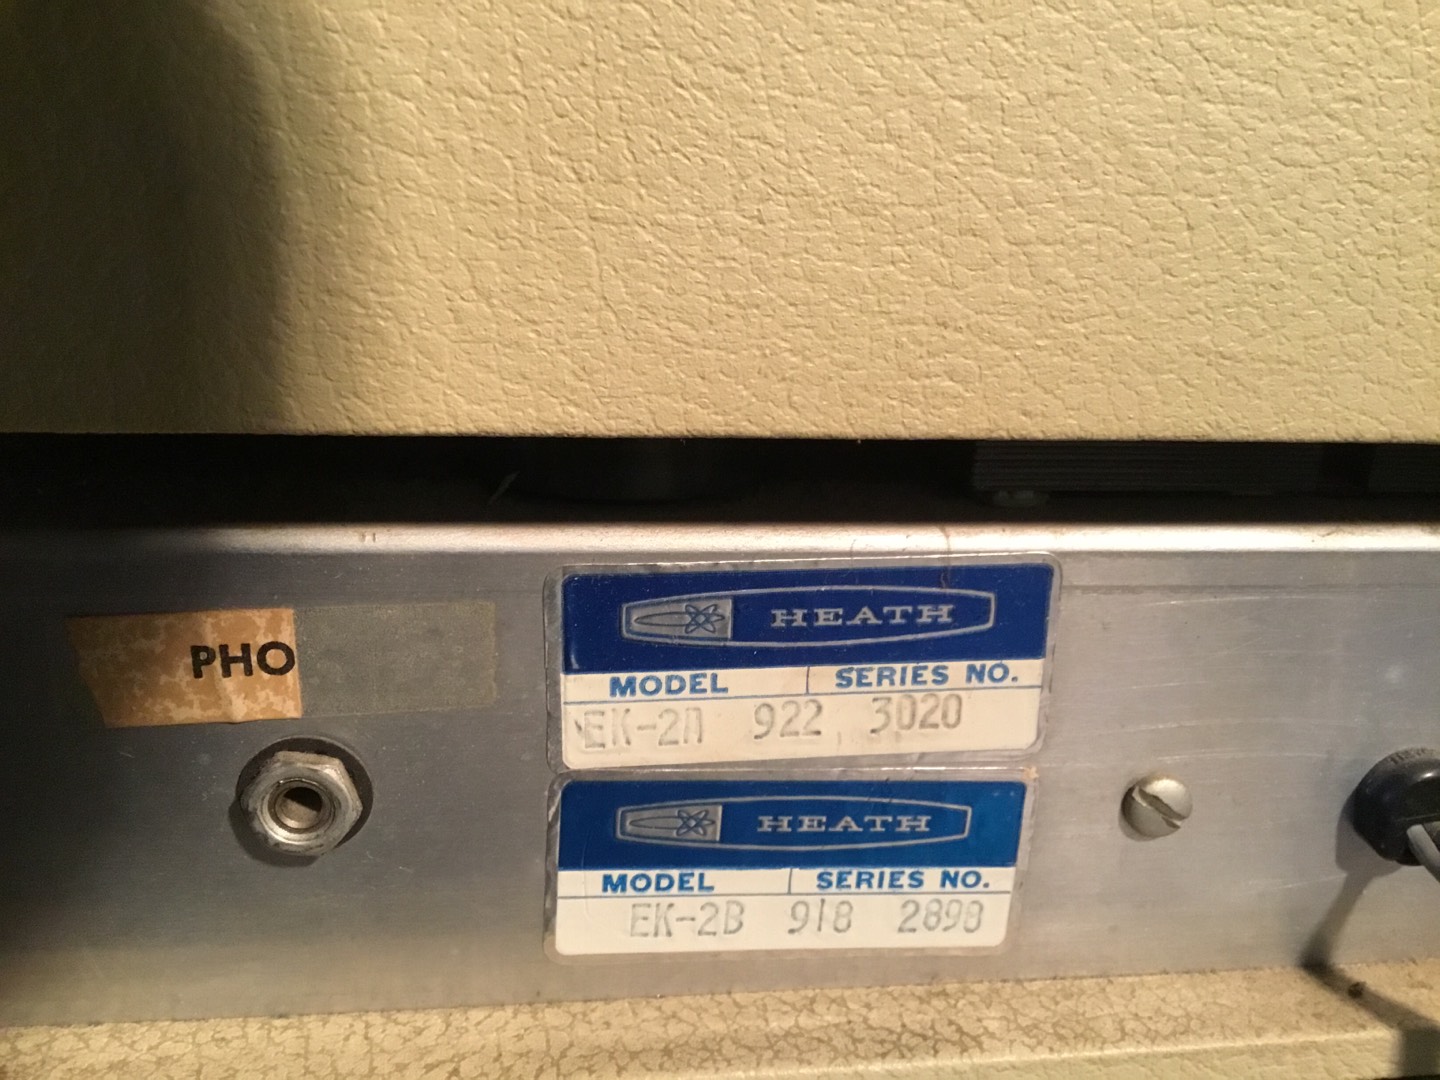 PHO
HEATH
MODEL SERIES NO.
EK-2A 922 3020
HEATH
MODEL SERIES NO.
EK-2B 918 2898